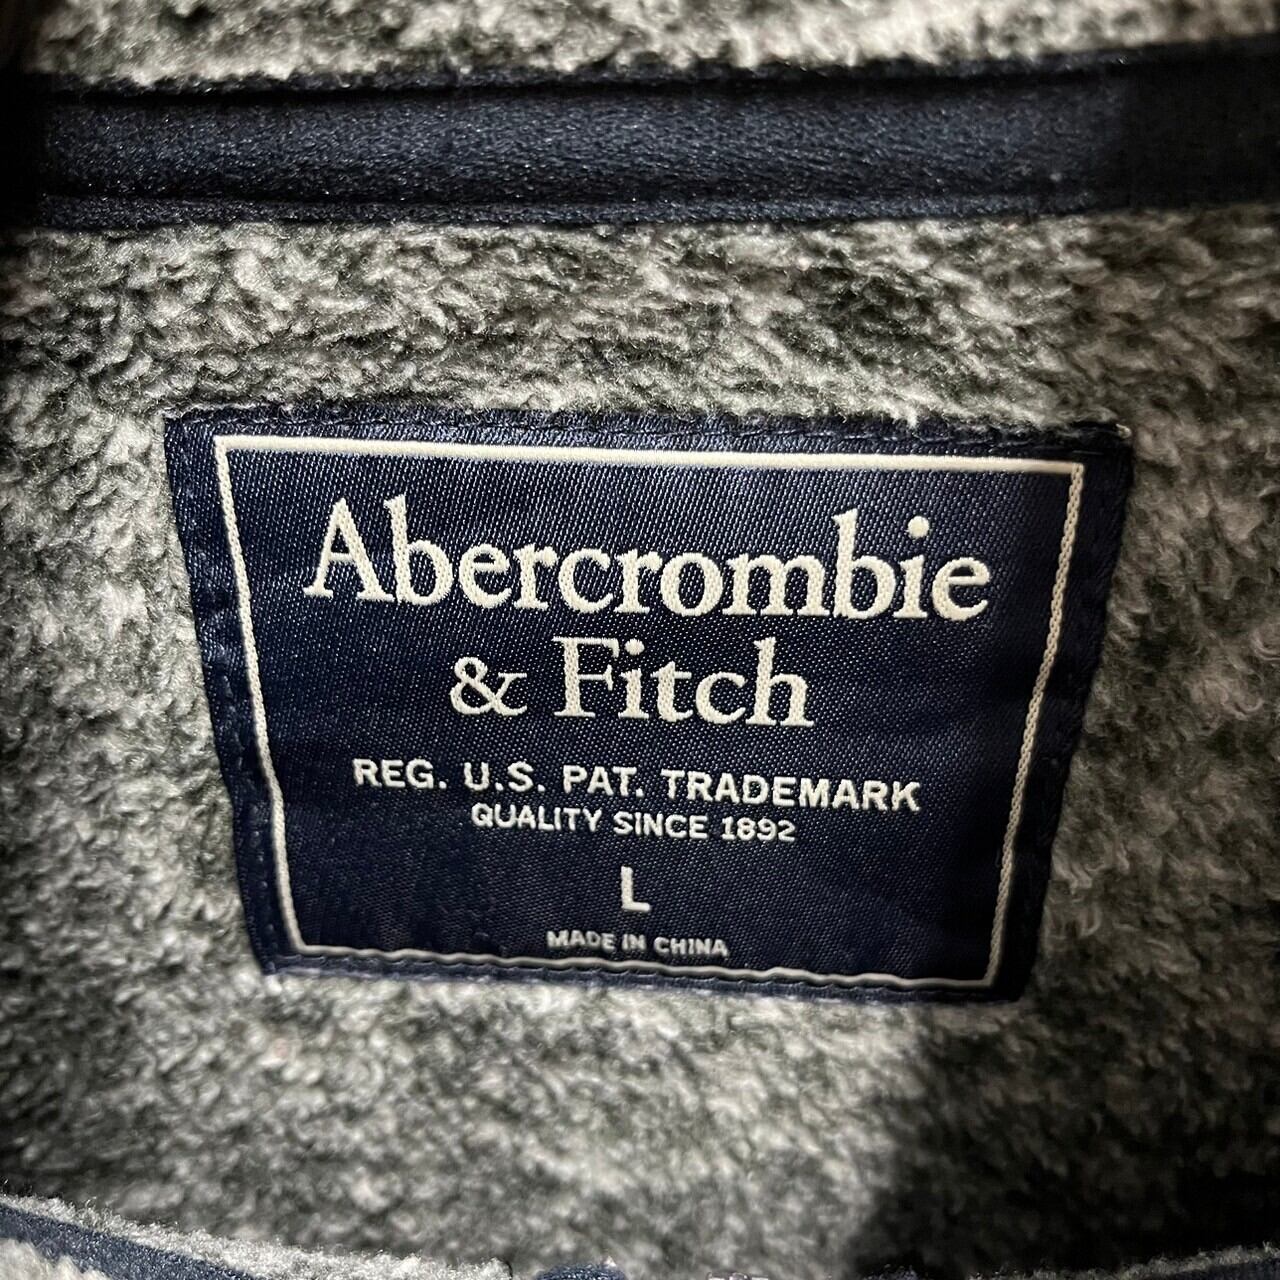 Abercrombie
& Fitch
REG. U.S. PAT. TRADEMARK
QUALITY SINCE 1892
L
MADE IN CHINA